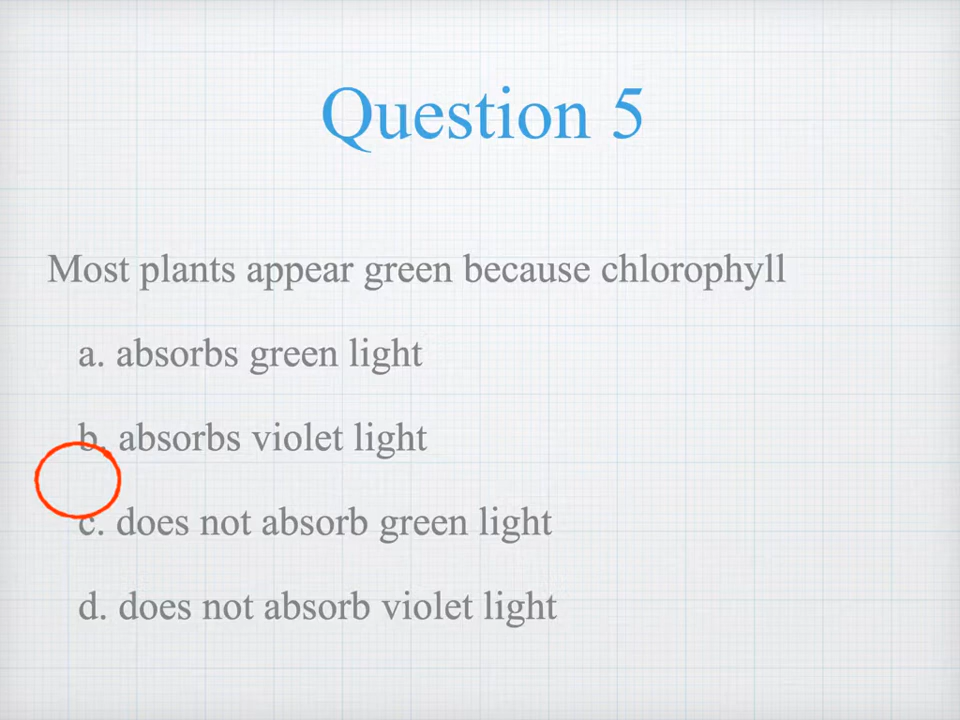 Question 5
Most plants appear green because chlorophyll
a. absorbs green light
b. absorbs violet light
c. does not absorb green light
d. does not absorb violet light